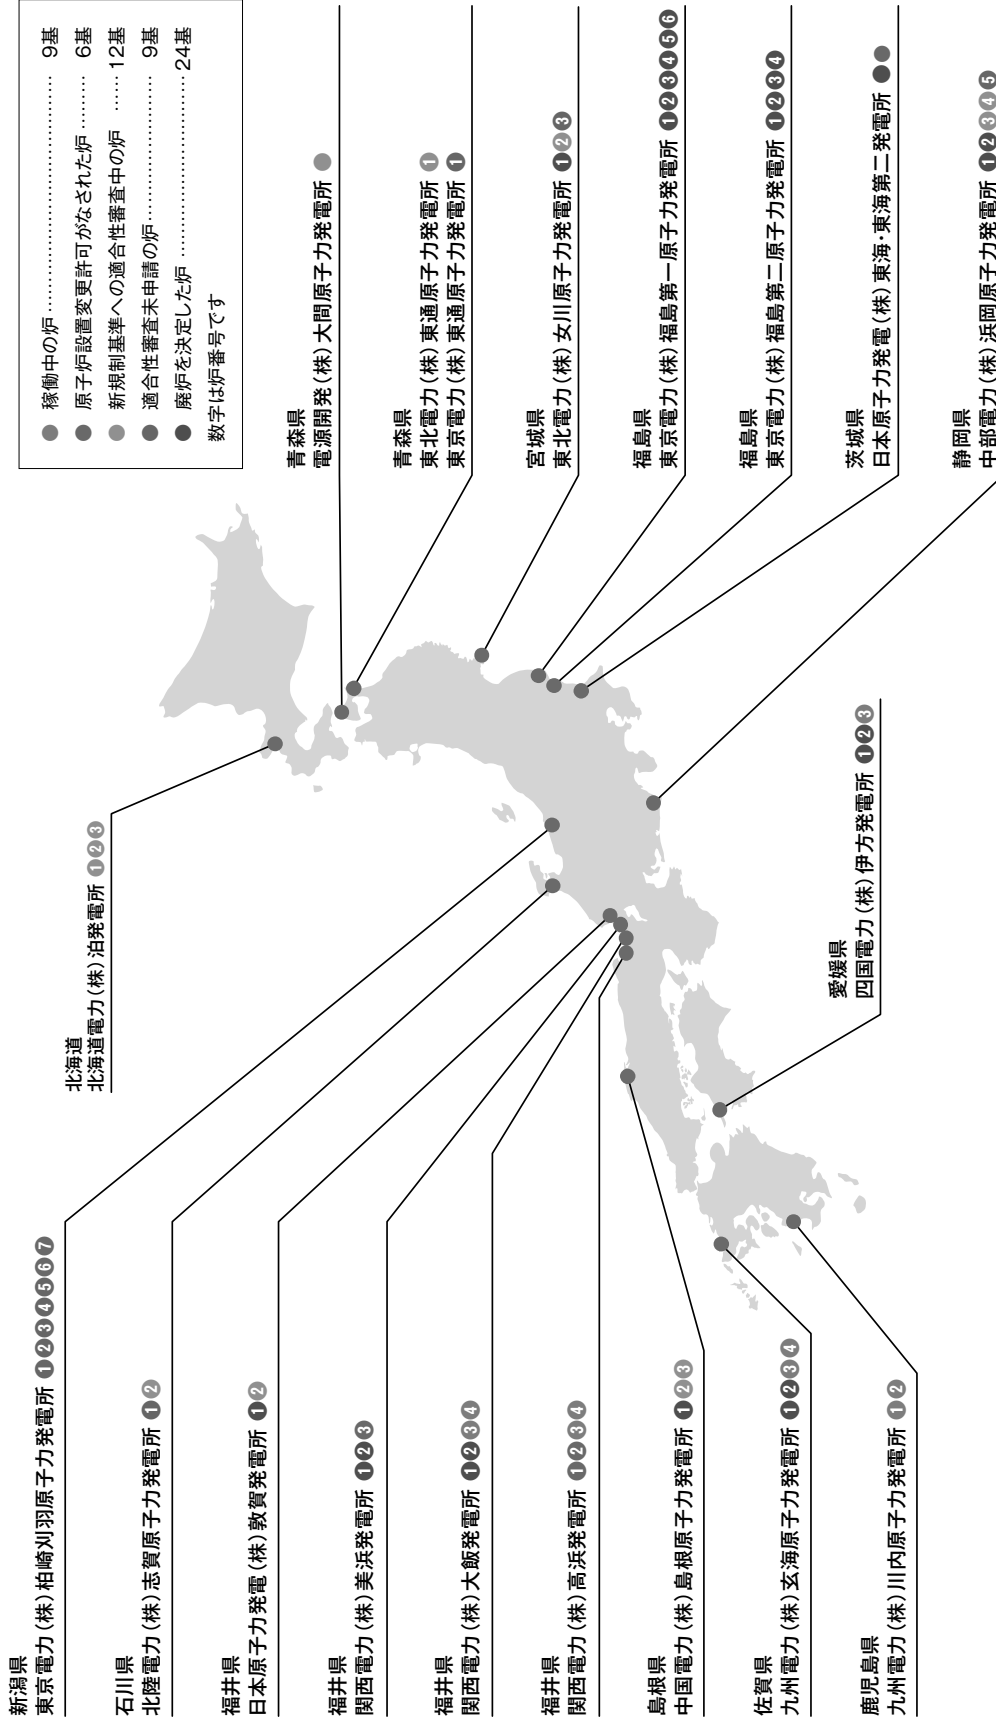 ● 稼働中の炉 …………………………… 9基
● 原子炉設置変更許可がなされた炉 ……… 6基
● 新規制基準への適合性審査中の炉 ……12基
● 適合性審査未申請の炉 ………………… 9基
● 廃炉を決定した炉 …………………… 24基
数字は炉番号です
青森県
電源開発(株)大間原子力発電所 ●
青森県
東北電力(株)東通原子力発電所 ❶
東京電力(株)東通原子力発電所 ❶
宮城県
東北電力(株)女川原子力発電所 ❶❷❸
福島県
東京電力(株)福島第一原子力発電所 ❶❷❸❹❺❻
福島県
東京電力(株)福島第二原子力発電所 ❶❷❸❹
茨城県
日本原子力発電(株)東海・東海第二発電所 ●●
静岡県
中部電力(株)浜岡原子力発電所 ❶❷❸❹❺
北海道
北海道電力(株)泊発電所 ❶❷❸
愛媛県
四国電力(株)伊方発電所 ❶❷❸
新潟県
東京電力(株)柏崎刈羽原子力発電所 ❶❷❸❹❺❻❼
石川県
北陸電力(株)志賀原子力発電所 ❶❷
福井県
日本原子力発電(株)敦賀発電所 ❶❷
福井県
関西電力(株)美浜発電所 ❶❷❸
福井県
関西電力(株)大飯発電所 ❶❷❸❹
福井県
関西電力(株)高浜発電所 ❶❷❸❹
島根県
中国電力(株)島根原子力発電所 ❶❷❸
佐賀県
九州電力(株)玄海原子力発電所 ❶❷❸❹
鹿児島県
九州電力(株)川内原子力発電所 ❶❷